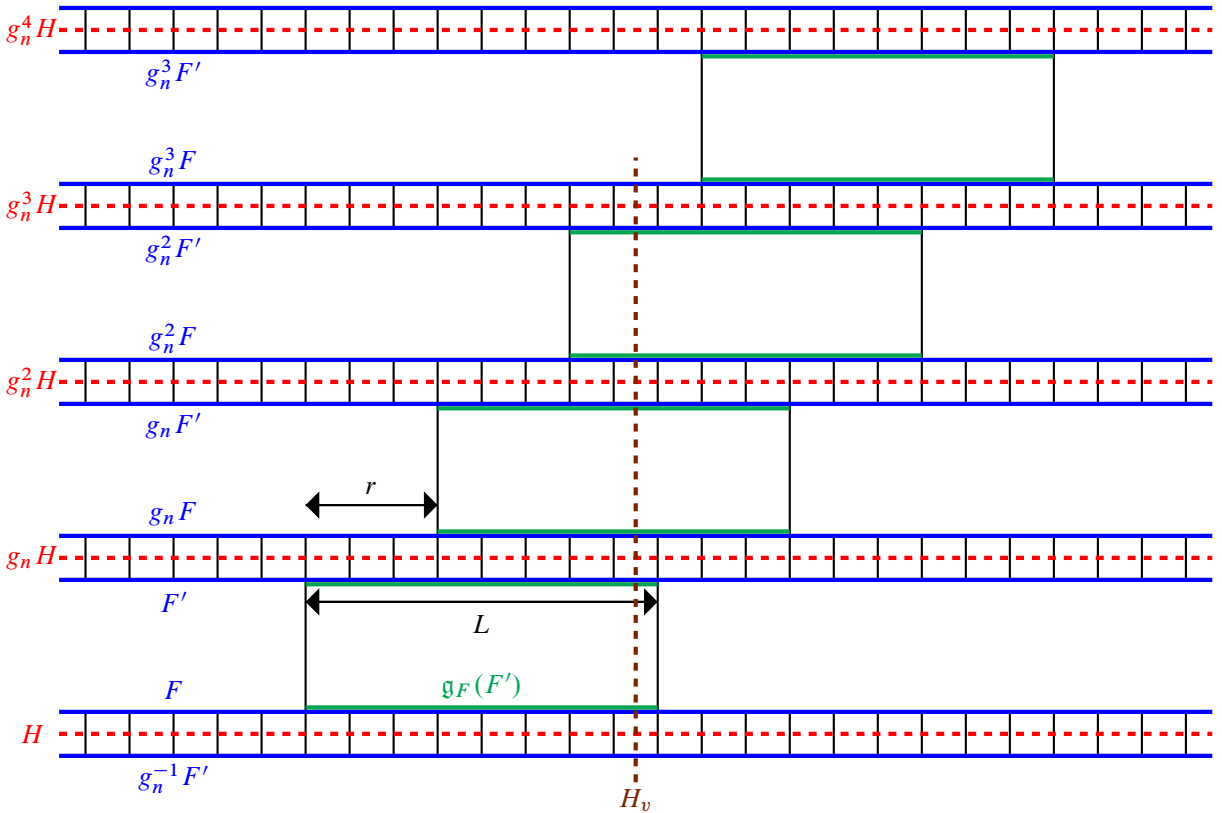 g_n^4 H
g_n^3 F′
g_n^3 F
g_n^3 H
g_n^2 F′
g_n^2 F
g_n^2 H
g_n F′
r
g_n F
g_n H
F′
L
F
𝔤_F(F′)
H
g_n^{-1} F′
H_v